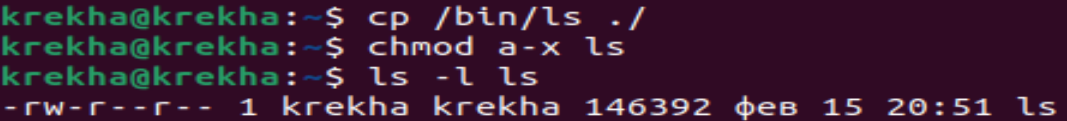 krekha@krekha:~$ cp /bin/ls ./
krekha@krekha:~$ chmod a-x ls
krekha@krekha:~$ ls -l ls
-rw-r--r-- 1 krekha krekha 146392 фев 15 20:51 ls